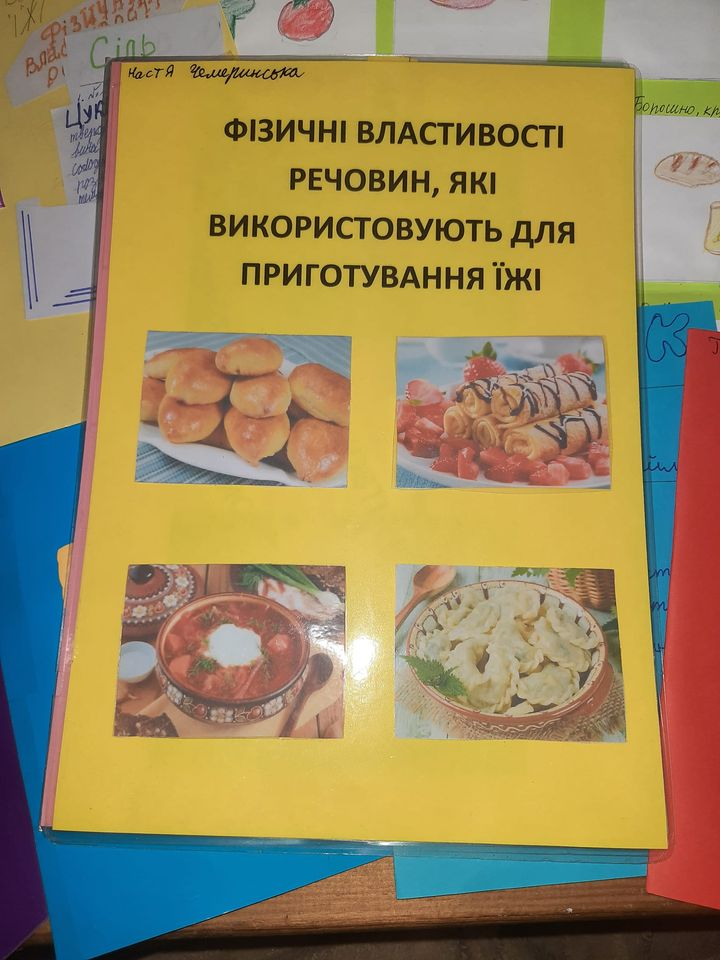 Настя Чемеринська
ФІЗИЧНІ ВЛАСТИВОСТІ
РЕЧОВИН, ЯКІ
ВИКОРИСТОВУЮТЬ ДЛЯ
ПРИГОТУВАННЯ ЇЖІ
Сіль
Борошно,